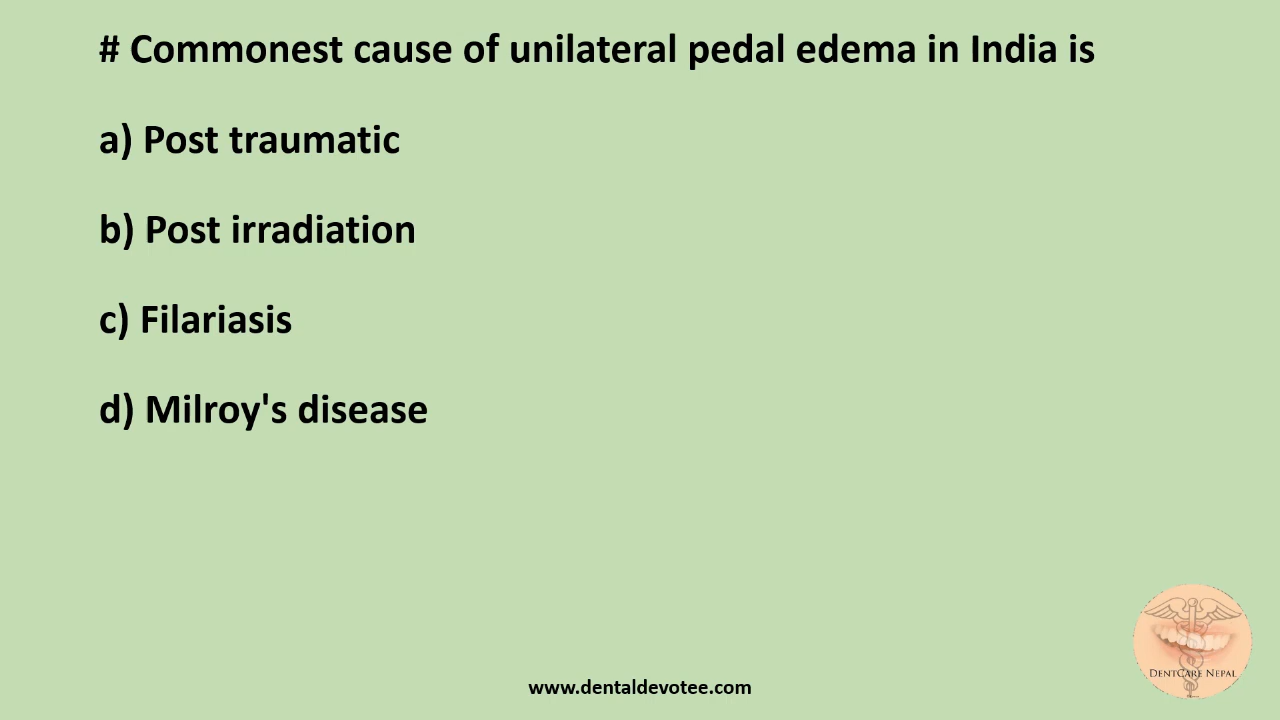 # Commonest cause of unilateral pedal edema in India is
a) Post traumatic
b) Post irradiation
c) Filariasis
d) Milroy's disease
DENTCARE NEPAL
www.dentaldevotee.com